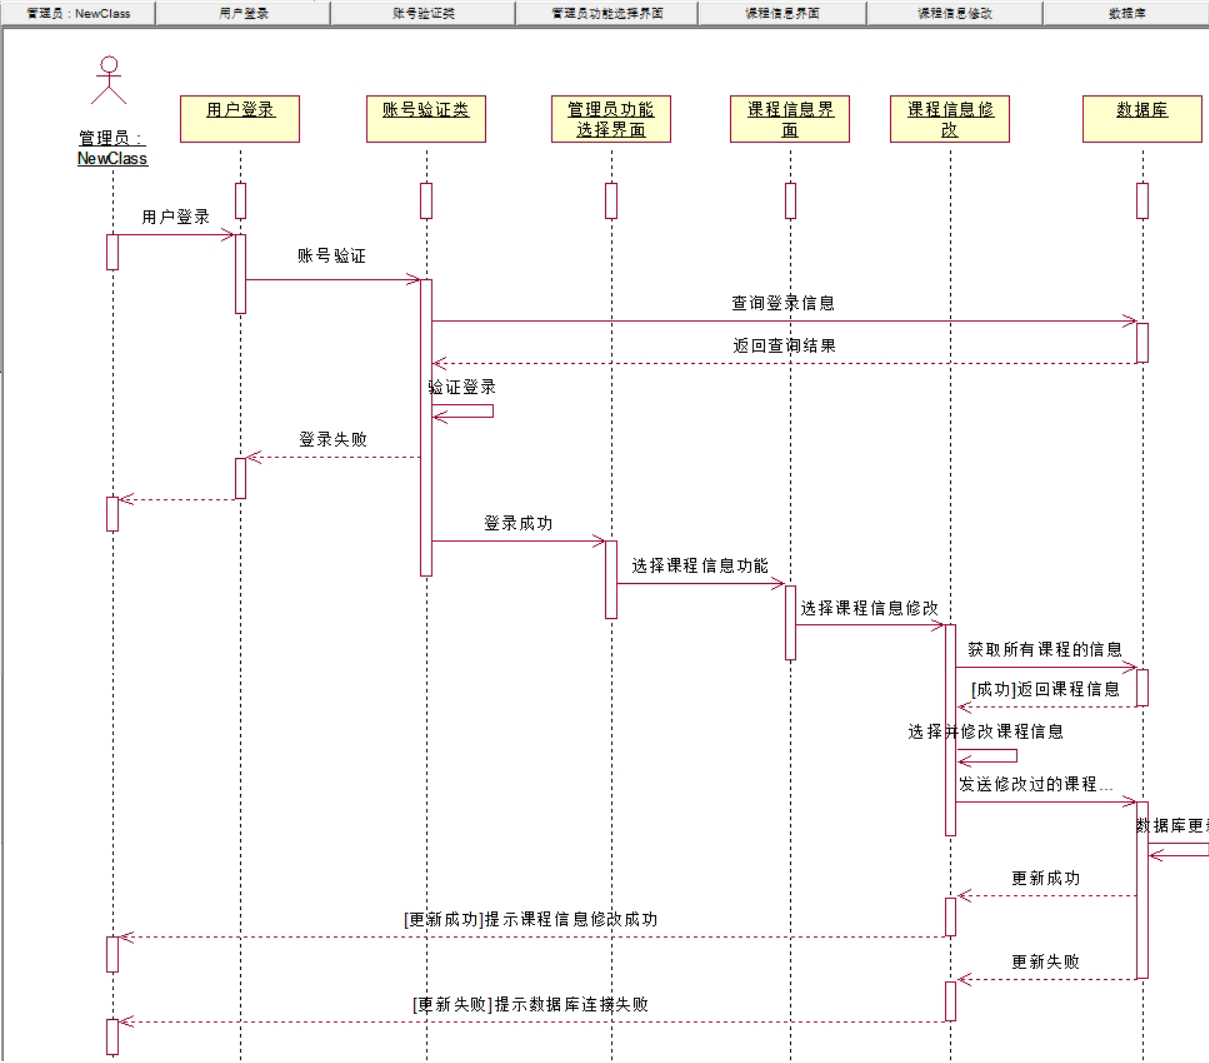 管理员：NewClass
用户登录
账号验证类
管理员功能选择界面
课程信息界面
课程信息修改
数据库
管理员：
NewClass
用户登录
账号验证类
管理员功能
选择界面
课程信息界
面
课程信息修
改
数据库
用户登录
账号验证
查询登录信息
返回查询结果
验证登录
登录失败
登录成功
选择课程信息功能
选择课程信息修改
获取所有课程的信息
[成功]返回课程信息
选择并修改课程信息
发送修改过的课程...
数据库更
更新成功
[更新成功]提示课程信息修改成功
更新失败
[更新失败]提示数据库连接失败